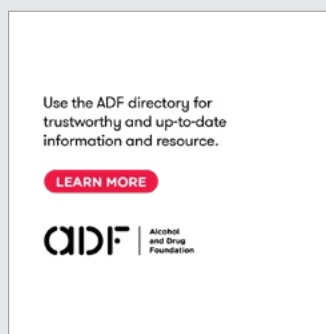 Use the ADF directory for
trustworthy and up-to-date
information and resource.
LEARN MORE
ADF
Alcohol
and Drug
Foundation